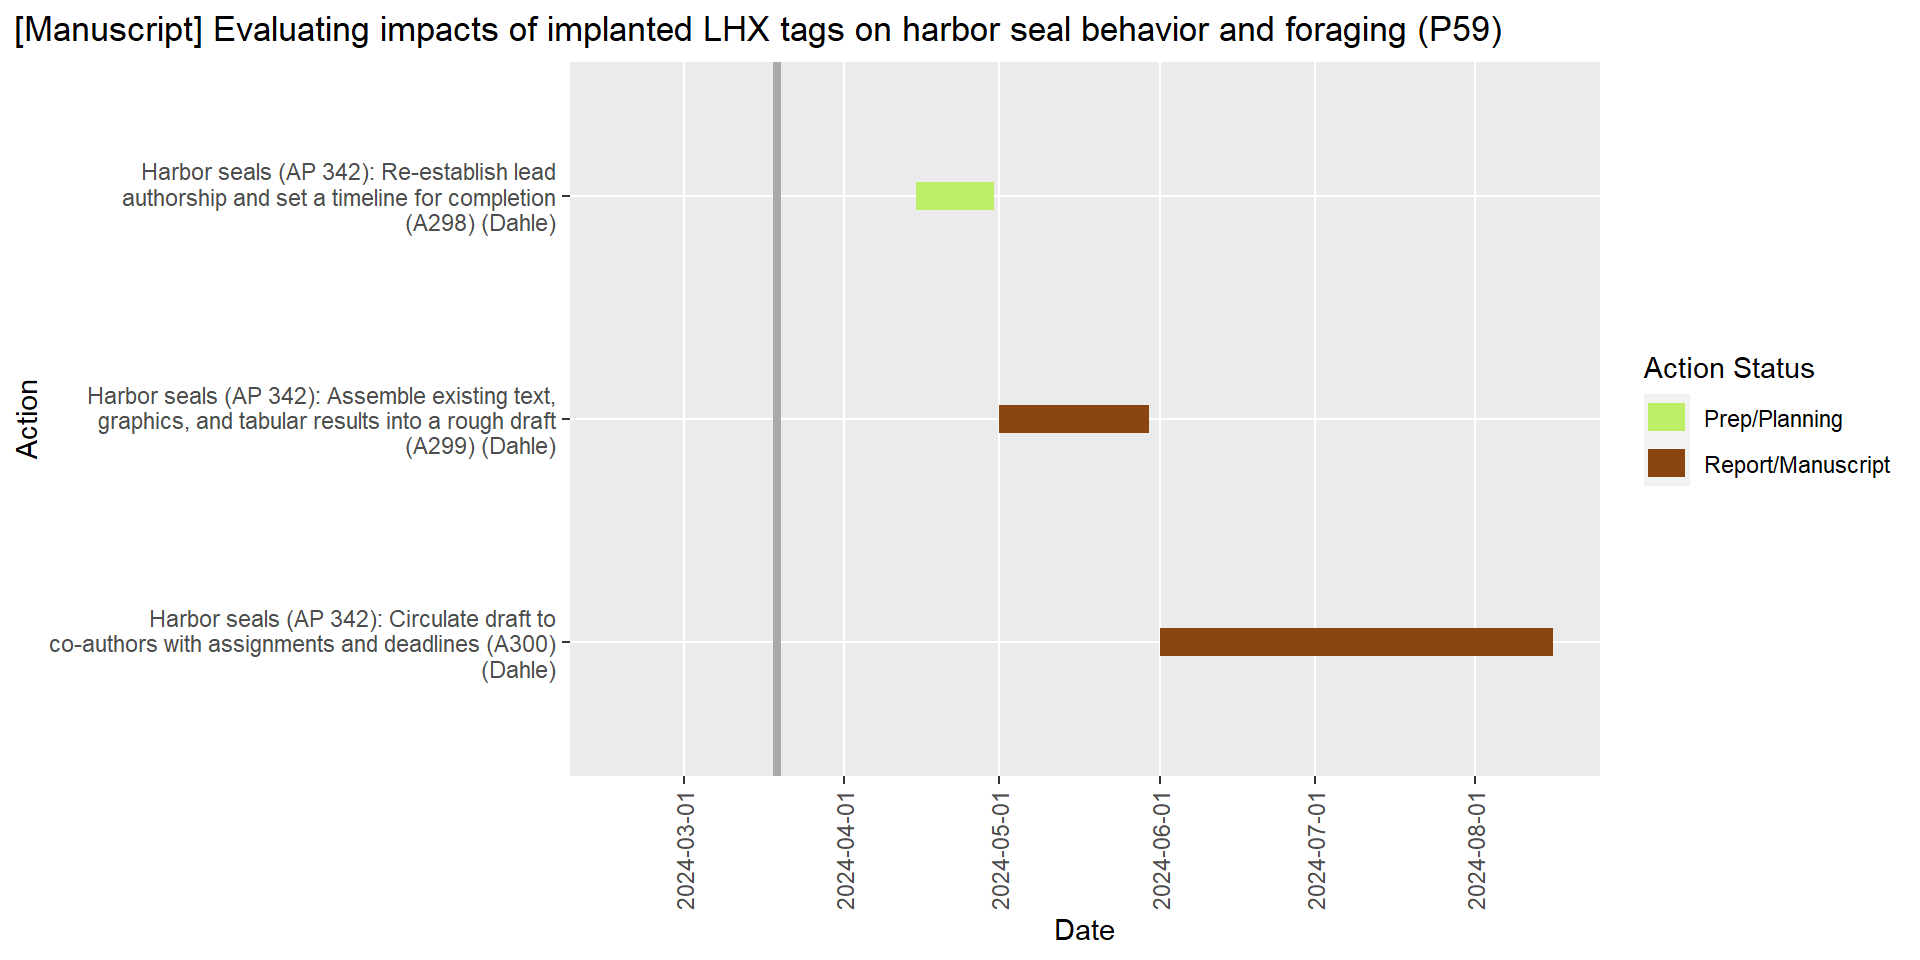 [Manuscript] Evaluating impacts of implanted LHX tags on harbor seal behavior and foraging (P59)
Action
Harbor seals (AP 342): Re-establish lead
authorship and set a timeline for completion
(A298) (Dahle)
Harbor seals (AP 342): Assemble existing text,
graphics, and tabular results into a rough draft
(A299) (Dahle)
Harbor seals (AP 342): Circulate draft to
co-authors with assignments and deadlines (A300)
(Dahle)
2024-03-01
2024-04-01
2024-05-01
2024-06-01
2024-07-01
2024-08-01
Date
Action Status
Prep/Planning
Report/Manuscript